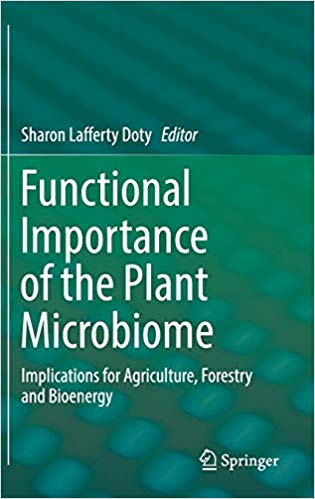 Sharon Lafferty Doty Editor
Functional
Importance
of the Plant
Microbiome
Implications for Agriculture, Forestry
and Bioenergy
Springer